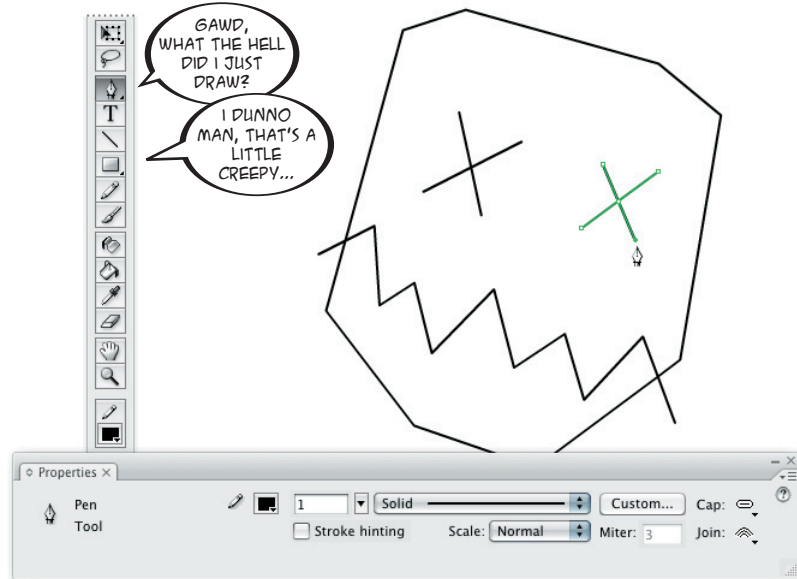 GAWD,
WHAT THE HELL
DID I JUST
DRAW?
I DUNNO
MAN, THAT'S A
LITTLE
CREEPY...
T
Properties ×
Pen
Tool
1
Solid
Custom...
Cap:
Stroke hinting
Scale: Normal
Miter: 3
Join:
?